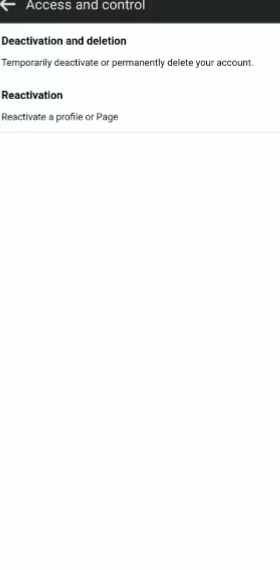 Access and control
Deactivation and deletion
Temporarily deactivate or permanently delete your account.
Reactivation
Reactivate a profile or Page